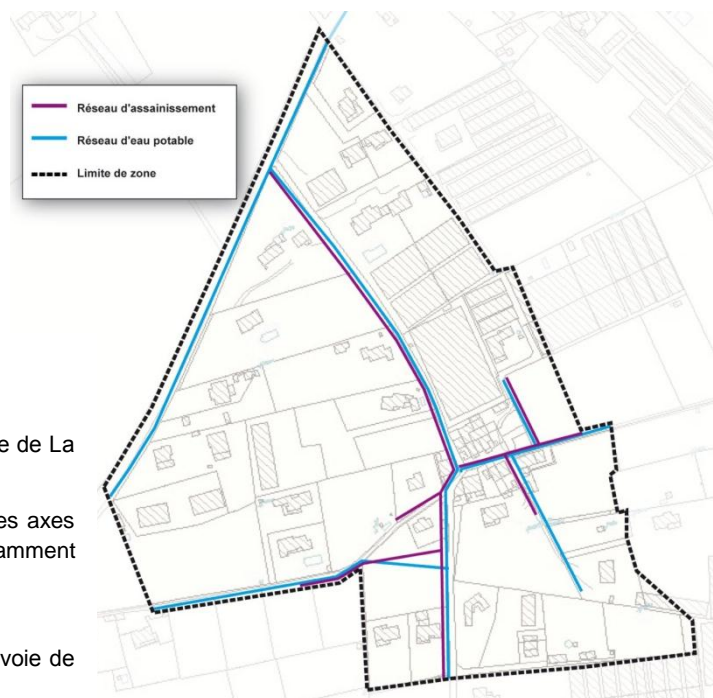 Réseau d'assainissement
Réseau d'eau potable
Limite de zone
e de La
es axes
amment
voie de